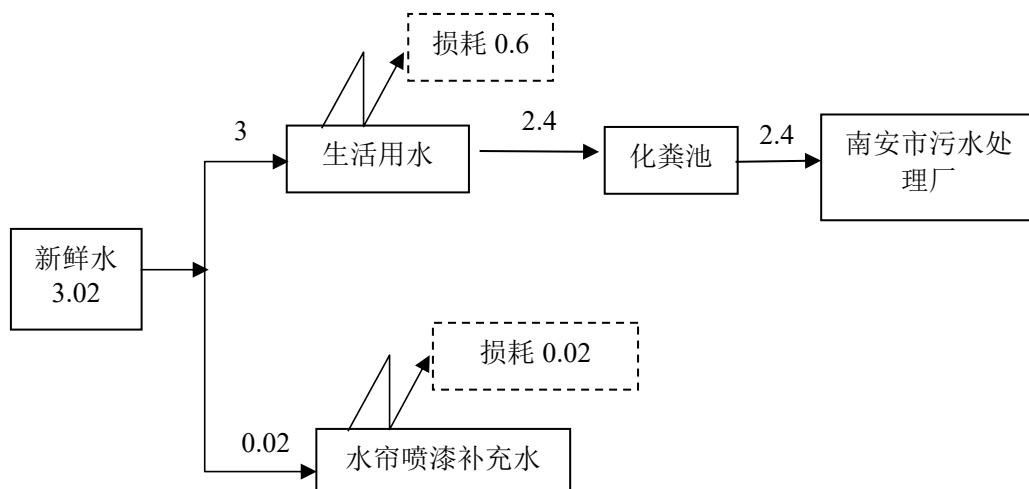 损耗 0.6
3
生活用水
2.4
化粪池
2.4
南安市污水处
理厂
新鲜水
3.02
损耗 0.02
0.02
水帘喷漆补充水